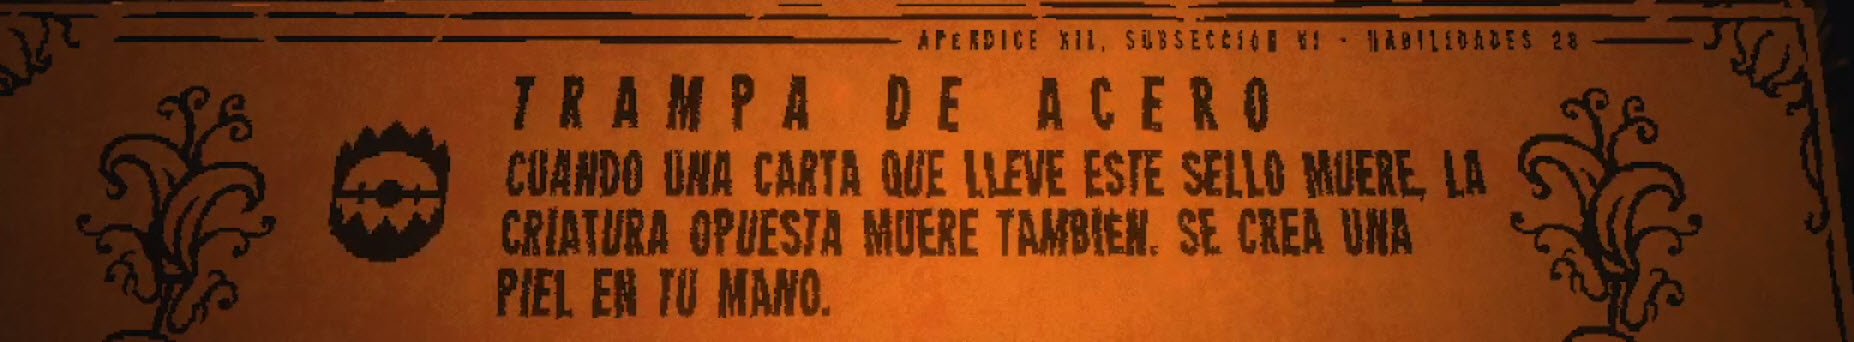 APENDICE XII, SUBSECCIÓN VI - HABILIDADES 28
TRAMPA DE ACERO
CUANDO UNA CARTA QUE LLEVE ESTE SELLO MUERE, LA
CRIATURA OPUESTA MUERE TAMBIEN. SE CREA UNA
PIEL EN TU MANO.